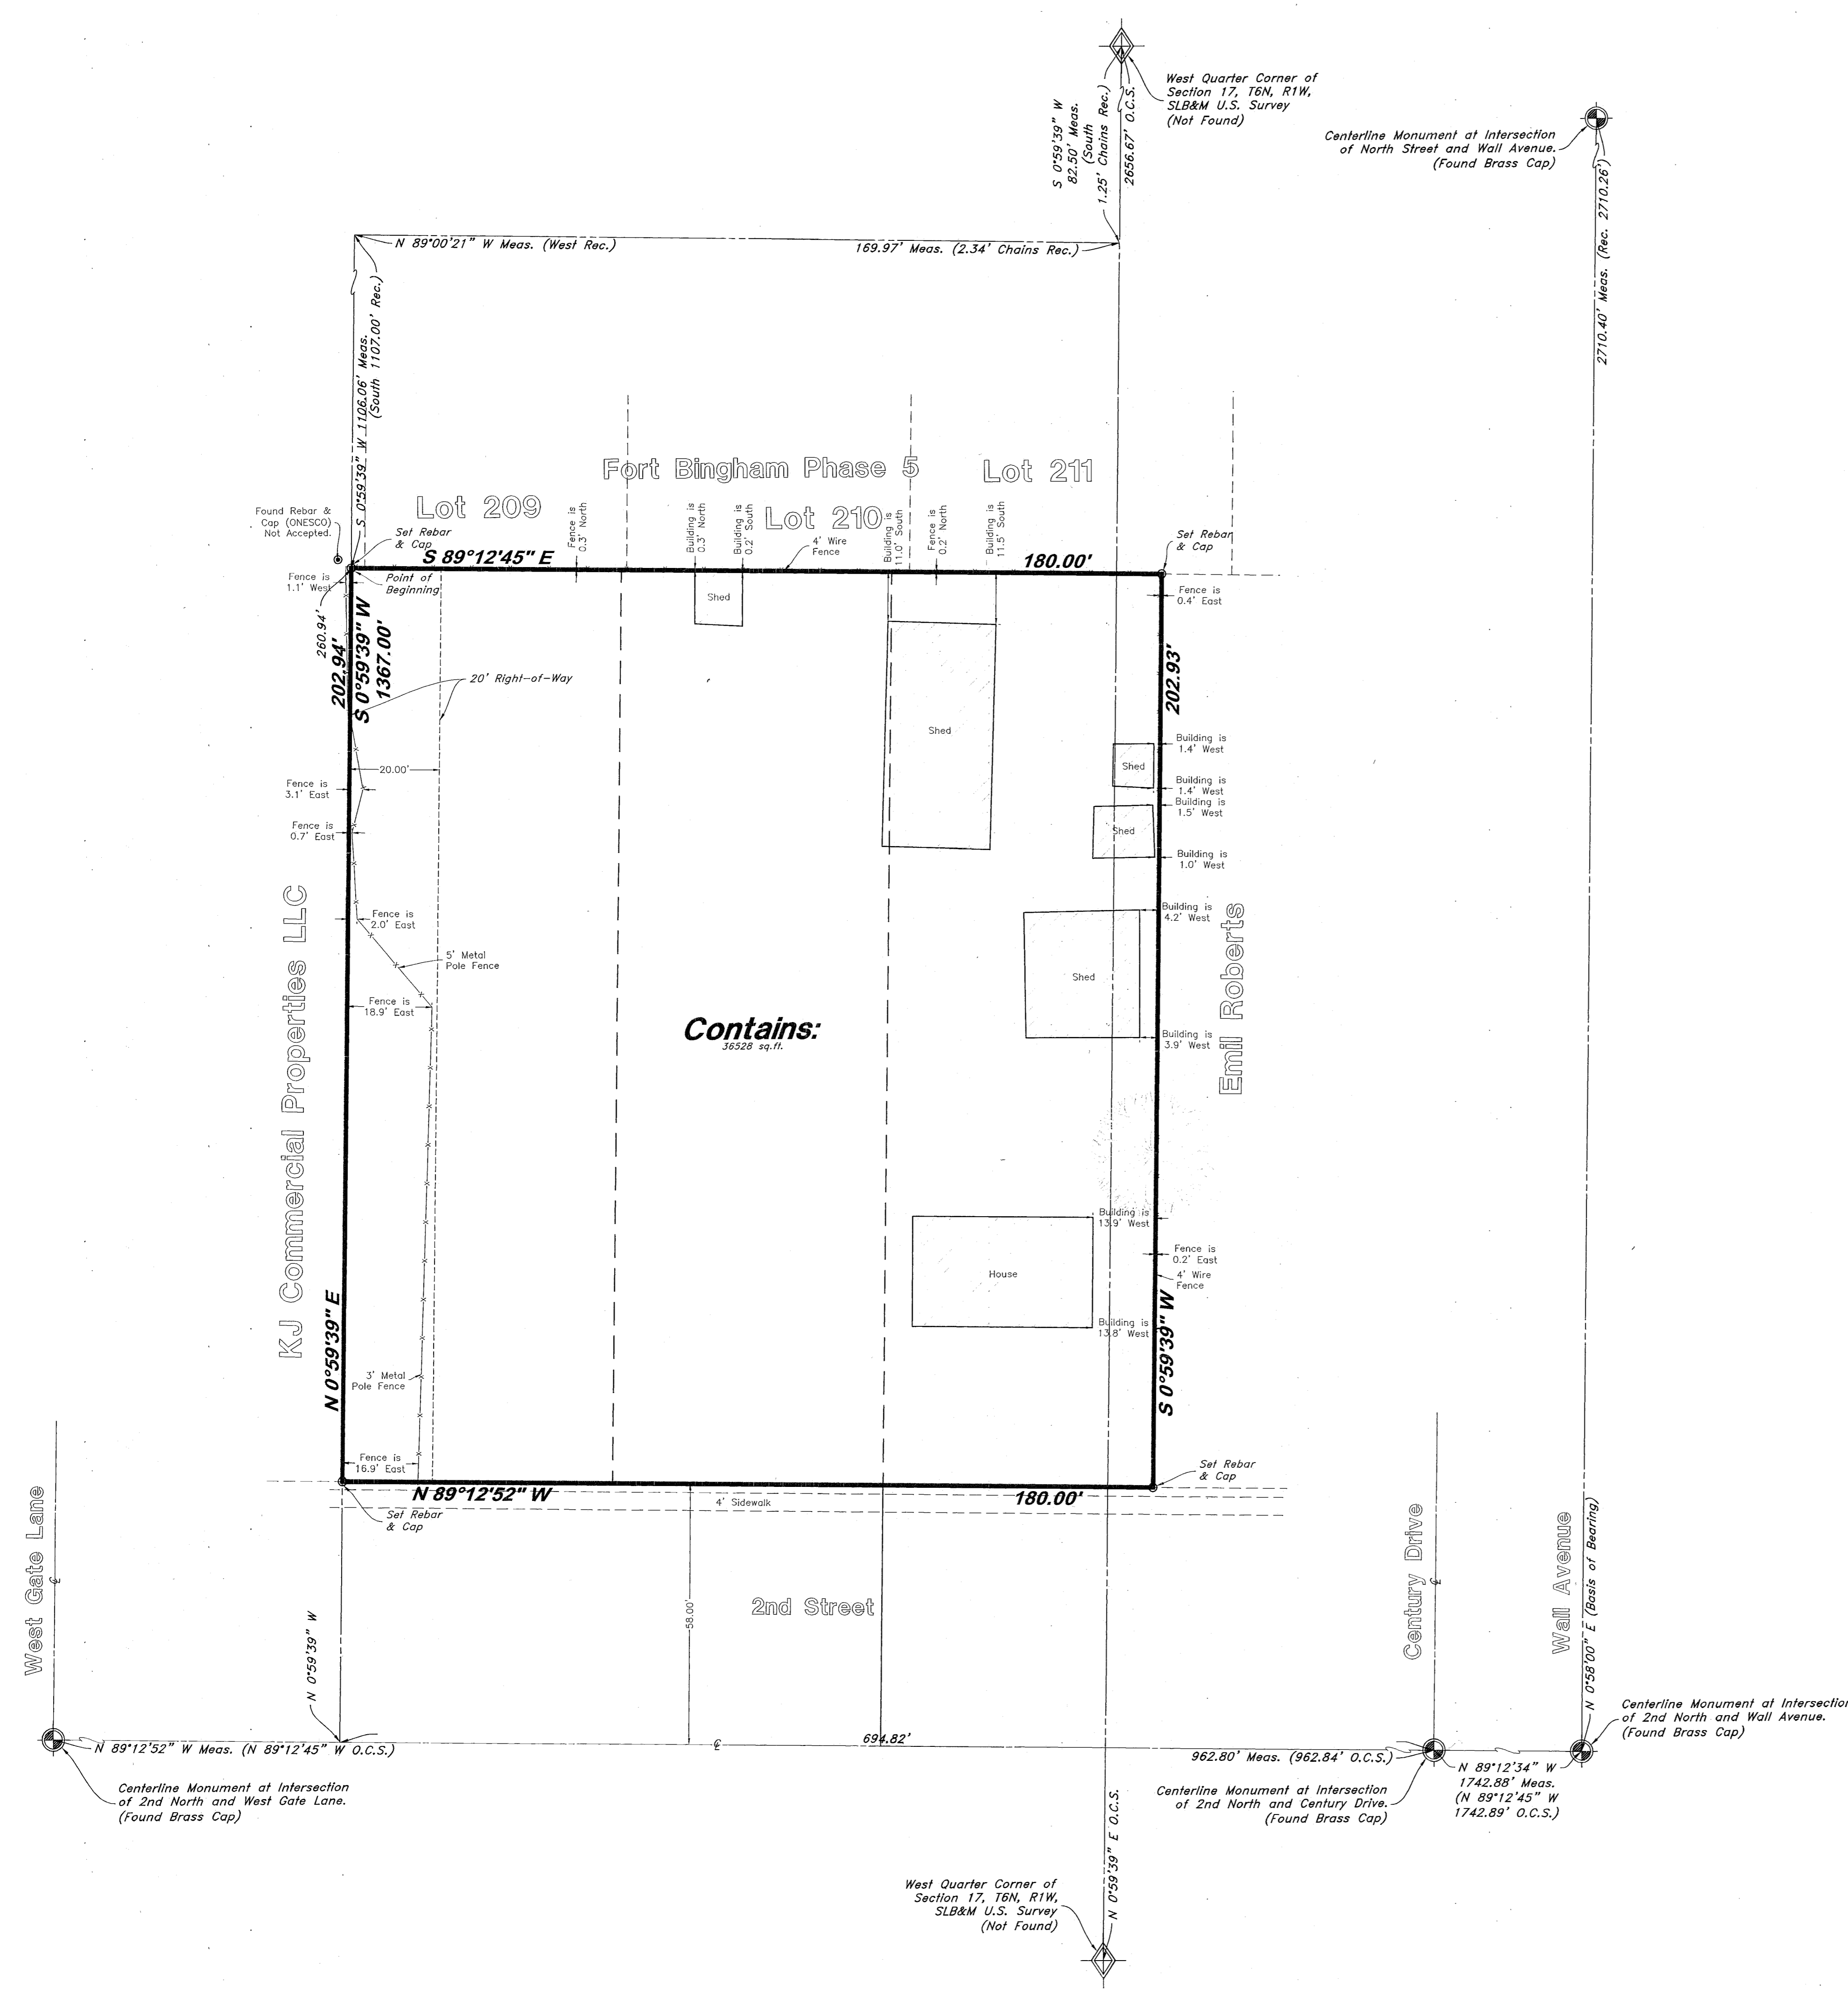 West Quarter Corner of
Section 17, T6N, R1W,
SLB&M U.S. Survey
(Not Found)
S 0°59'39" W
82.50' Meas.
(South
1.25' Chains Rec.)
2656.67' O.C.S.
Centerline Monument at Intersection
of North Street and Wall Avenue.
(Found Brass Cap)
2710.40' Meas. (Rec. 2710.26')
N 89°00'21" W Meas. (West Rec.)
169.97' Meas. (2.34' Chains Rec.)
S 0°59'39" W 1106.06' Meas.
(South 1107.00' Rec.)
Fort Bingham Phase 5
Lot 209
Lot 210
Lot 211
Found Rebar &
Cap (ONESCO)
Not Accepted.
Set Rebar
& Cap
Fence is
0.3' North
Building is
0.3' North
Building is
0.2' South
4' Wire
Fence
Building is
11.0' South
Fence is
0.2' North
Building is
11.5' South
Set Rebar
& Cap
S 89°12'45" E
180.00'
Fence is
1.1' West
Point of
Beginning
Shed
Fence is
0.4' East
260.94'
202.94'
S 0°59'39" W
1367.00'
202.93'
20' Right-of-Way
Shed
Building is
1.4' West
20.00'
Shed
Fence is
3.1' East
Building is
1.4' West
Building is
1.5' West
Fence is
0.7' East
Shed
Building is
1.0' West
KJ Commercial Properties LLC
Fence is
2.0' East
Building is
4.2' West
5' Metal
Pole Fence
Shed
Emil Roberts
Fence is
18.9' East
Contains:
36528 sq.ft.
Building is
3.9' West
Building is
13.9' West
Fence is
0.2' East
House
4' Wire
Fence
Building is
13.8' West
N 0°59'39" E
S 0°59'39" W
3' Metal
Pole Fence
Fence is
16.9' East
Set Rebar
& Cap
N 89°12'52" W
180.00'
4' Sidewalk
Set Rebar
& Cap
West Gate Lane
Century Drive
Wall Avenue
N 0°58'00" E (Basis of Bearing)
58.00'
2nd Street
N 0°59'39" W
Centerline Monument at Intersection
of 2nd North and Wall Avenue.
(Found Brass Cap)
N 89°12'52" W Meas. (N 89°12'45" W O.C.S.)
694.82'
962.80' Meas. (962.84' O.C.S.)
N 89°12'34" W
1742.88' Meas.
(N 89°12'45" W
1742.89' O.C.S.)
Centerline Monument at Intersection
of 2nd North and West Gate Lane.
(Found Brass Cap)
Centerline Monument at Intersection
of 2nd North and Century Drive.
(Found Brass Cap)
N 0°59'39" E O.C.S.
West Quarter Corner of
Section 17, T6N, R1W,
SLB&M U.S. Survey
(Not Found)